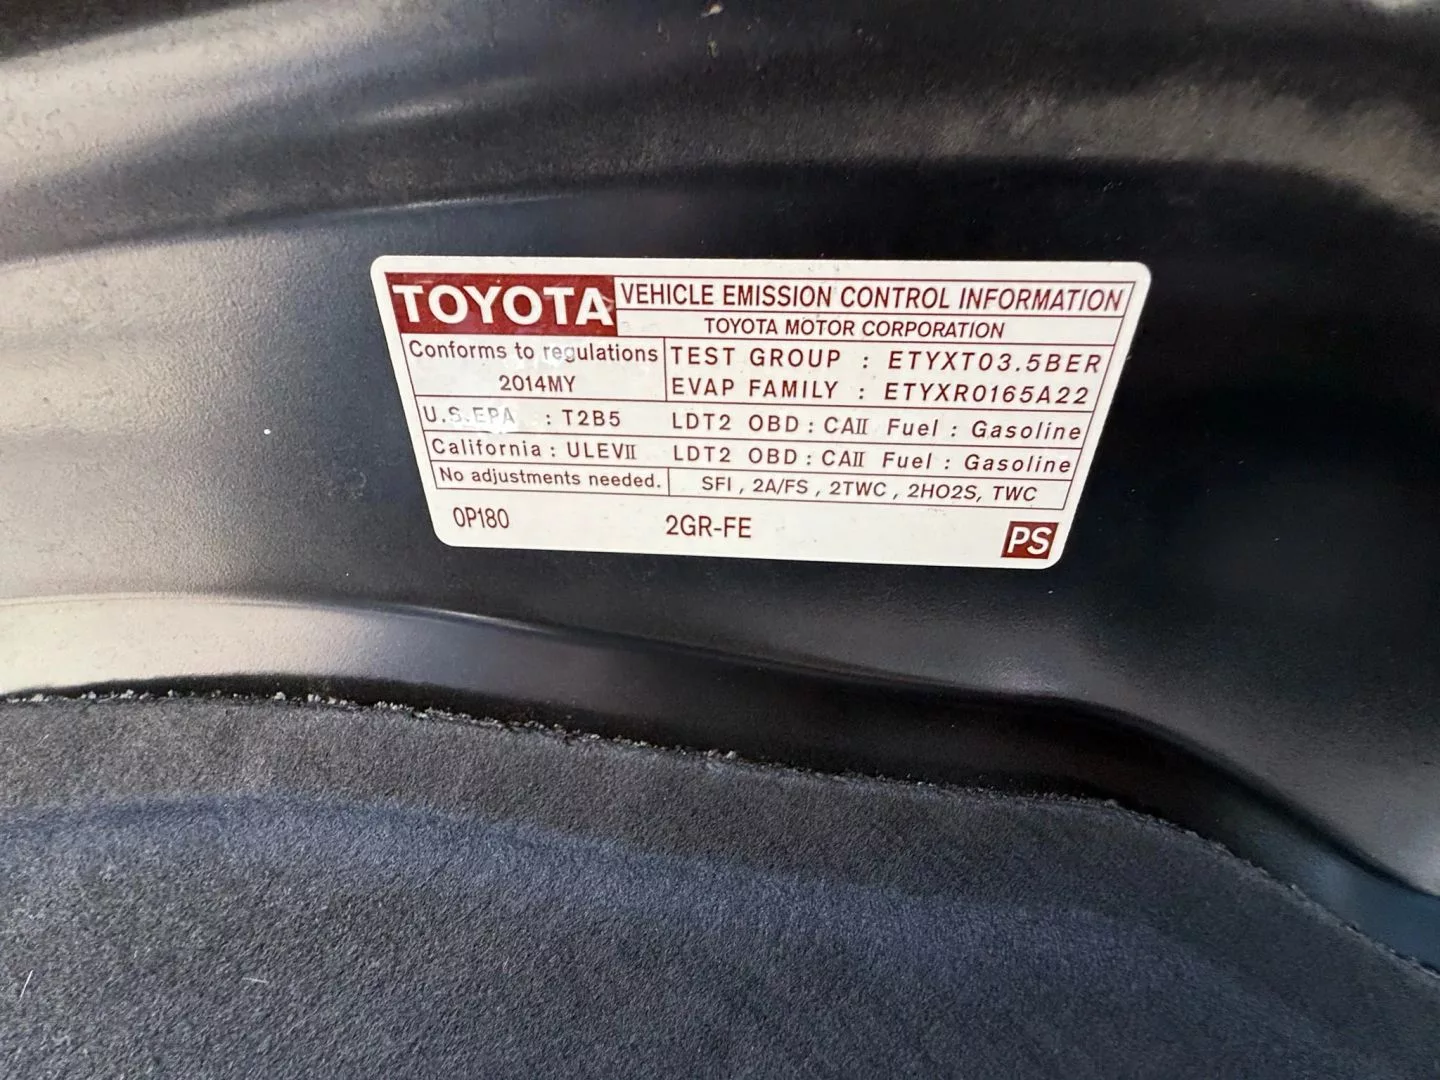 TOYOTA VEHICLE EMISSION CONTROL INFORMATION
TOYOTA MOTOR CORPORATION
Conforms to regulations
2014MY
TEST GROUP : ETYXT03.5BER
EVAP FAMILY : ETYXR0165A22
U.S.EPA : T2B5 LDT2 OBD : CAII Fuel : Gasoline
California : ULEVII LDT2 OBD : CAII Fuel : Gasoline
No adjustments needed. SFI , 2A/FS , 2TWC , 2HO2S, TWC
0P180 2GR-FE PS